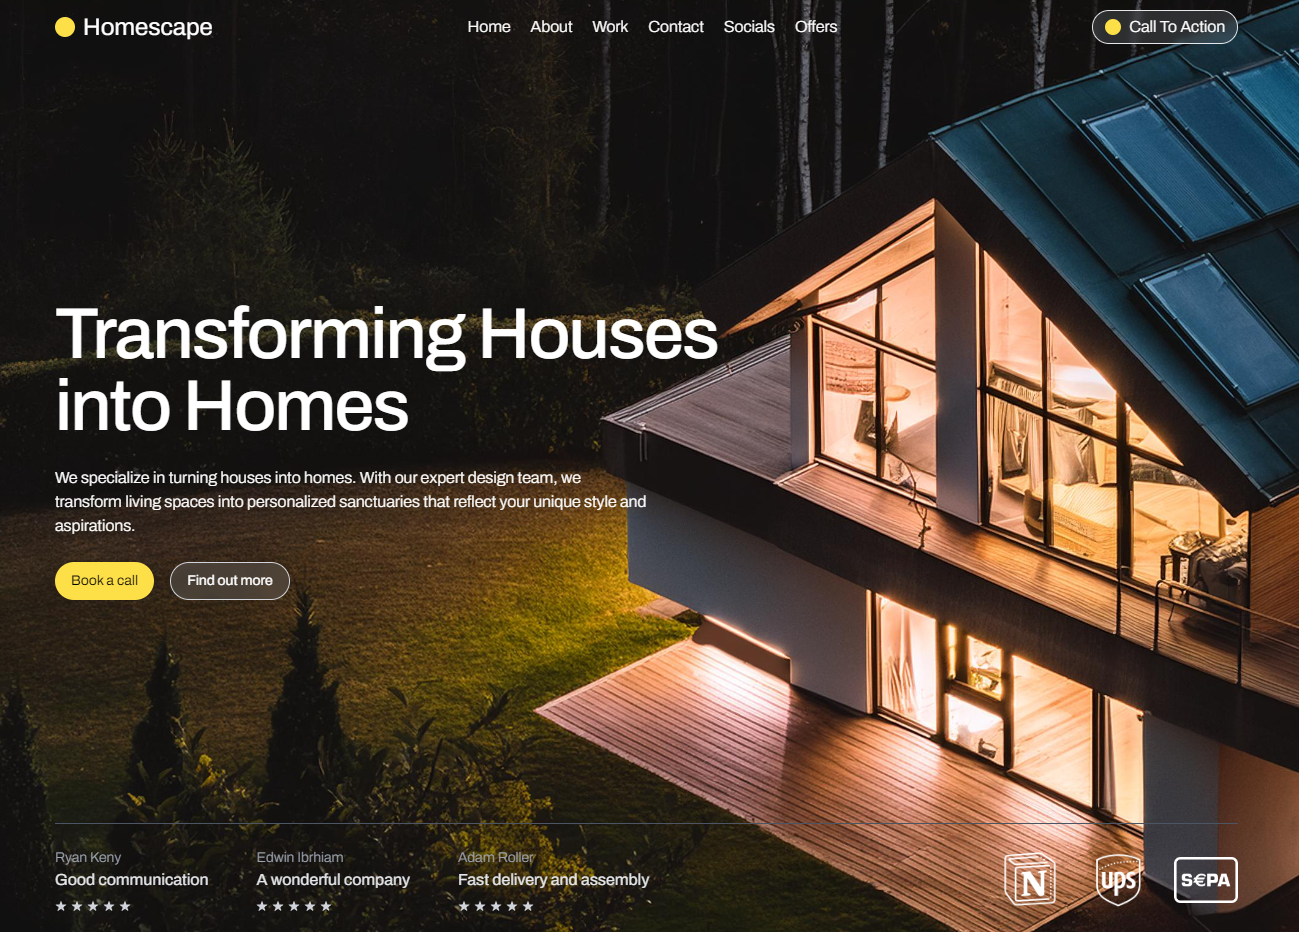 Homescape
Home About Work Contact Socials Offers
Call To Action
Transforming Houses
into Homes
We specialize in turning houses into homes. With our expert design team, we
transform living spaces into personalized sanctuaries that reflect your unique style and
aspirations.
Book a call
Find out more
Ryan Keny
Good communication
Edwin Ibrhiam
A wonderful company
Adam Roller
Fast delivery and assembly
N
ups
S€PA